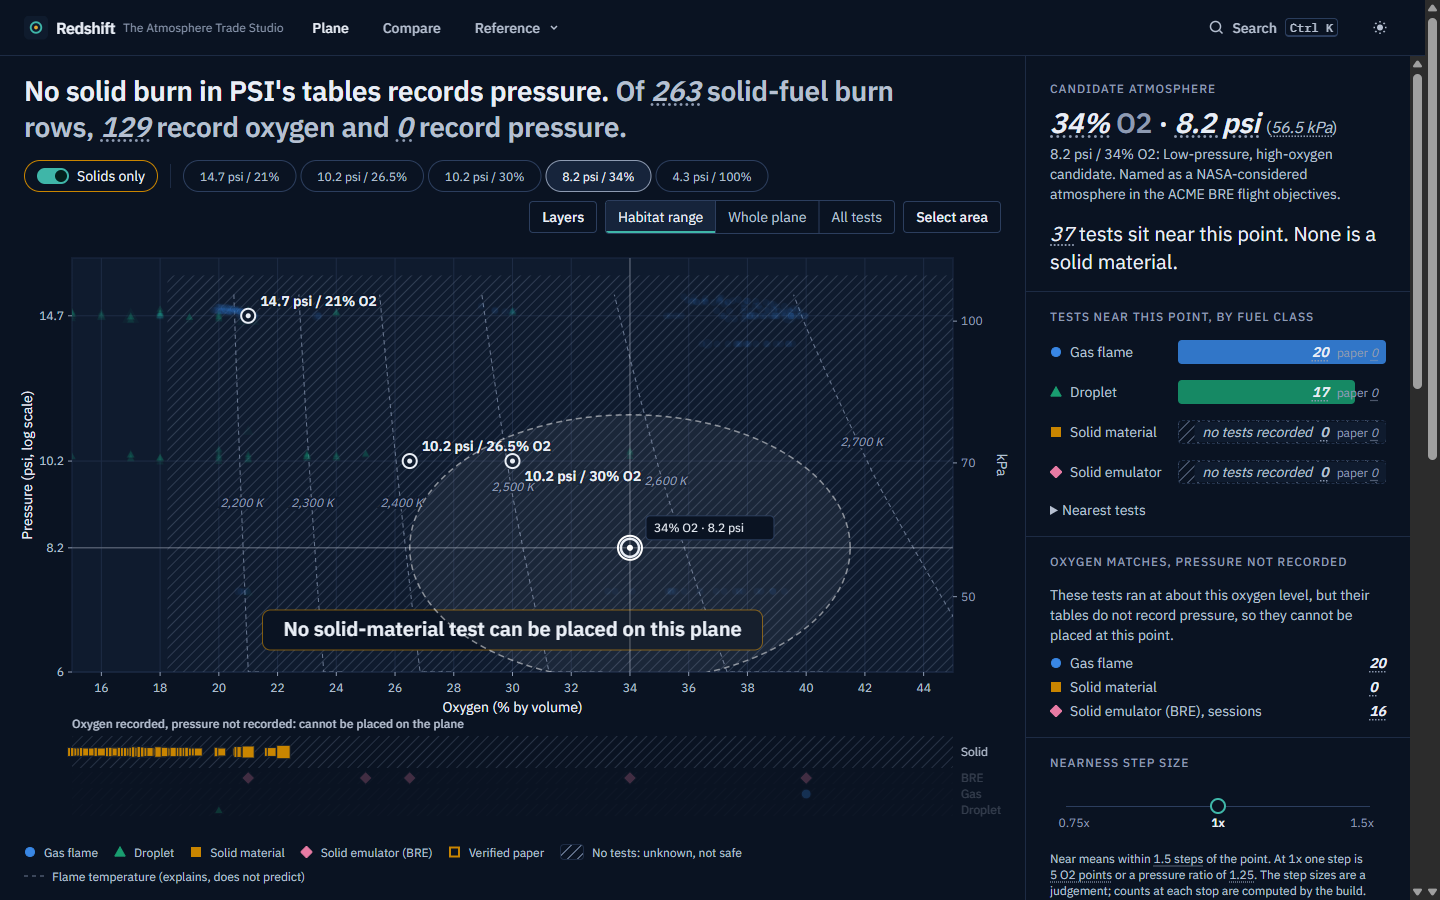 Redshift The Atmosphere Trade Studio Plane Compare Reference Search Ctrl K
No solid burn in PSI's tables records pressure. Of 263 solid-fuel burn
rows, 129 record oxygen and 0 record pressure.
Solids only 14.7 psi / 21% 10.2 psi / 26.5% 10.2 psi / 30% 8.2 psi / 34% 4.3 psi / 100%
Layers Habitat range Whole plane All tests Select area
Pressure (psi, log scale)
14.7
10.2
8.2
6
14.7 psi / 21% O2
10.2 psi / 26.5% O2
10.2 psi / 30% O2
2,200 K 2,300 K 2,400 K 2,500 K 2,600 K 2,700 K
34% O2 · 8.2 psi
No solid-material test can be placed on this plane
100
70
50
kPa
16 18 20 22 24 26 28 30 32 34 36 38 40 42 44
Oxygen (% by volume)
Oxygen recorded, pressure not recorded: cannot be placed on the plane
Solid
BRE
Gas
Droplet
Gas flame Droplet Solid material Solid emulator (BRE) Verified paper No tests: unknown, not safe
Flame temperature (explains, does not predict)
CANDIDATE ATMOSPHERE
34% O2 · 8.2 psi (56.5 kPa)
8.2 psi / 34% O2: Low-pressure, high-oxygen
candidate. Named as a NASA-considered
atmosphere in the ACME BRE flight objectives.
37 tests sit near this point. None is a
solid material.
TESTS NEAR THIS POINT, BY FUEL CLASS
Gas flame 20 paper 0
Droplet 17 paper 0
Solid material no tests recorded 0 paper 0
Solid emulator no tests recorded 0 paper 0
Nearest tests
OXYGEN MATCHES, PRESSURE NOT RECORDED
These tests ran at about this oxygen level, but their
tables do not record pressure, so they cannot be
placed at this point.
Gas flame 20
Solid material 0
Solid emulator (BRE), sessions 16
NEARNESS STEP SIZE
0.75x 1x 1.5x
Near means within 1.5 steps of the point. At 1x one step is
5 O2 points or a pressure ratio of 1.25. The step sizes are a
judgement; counts at each stop are computed by the build.